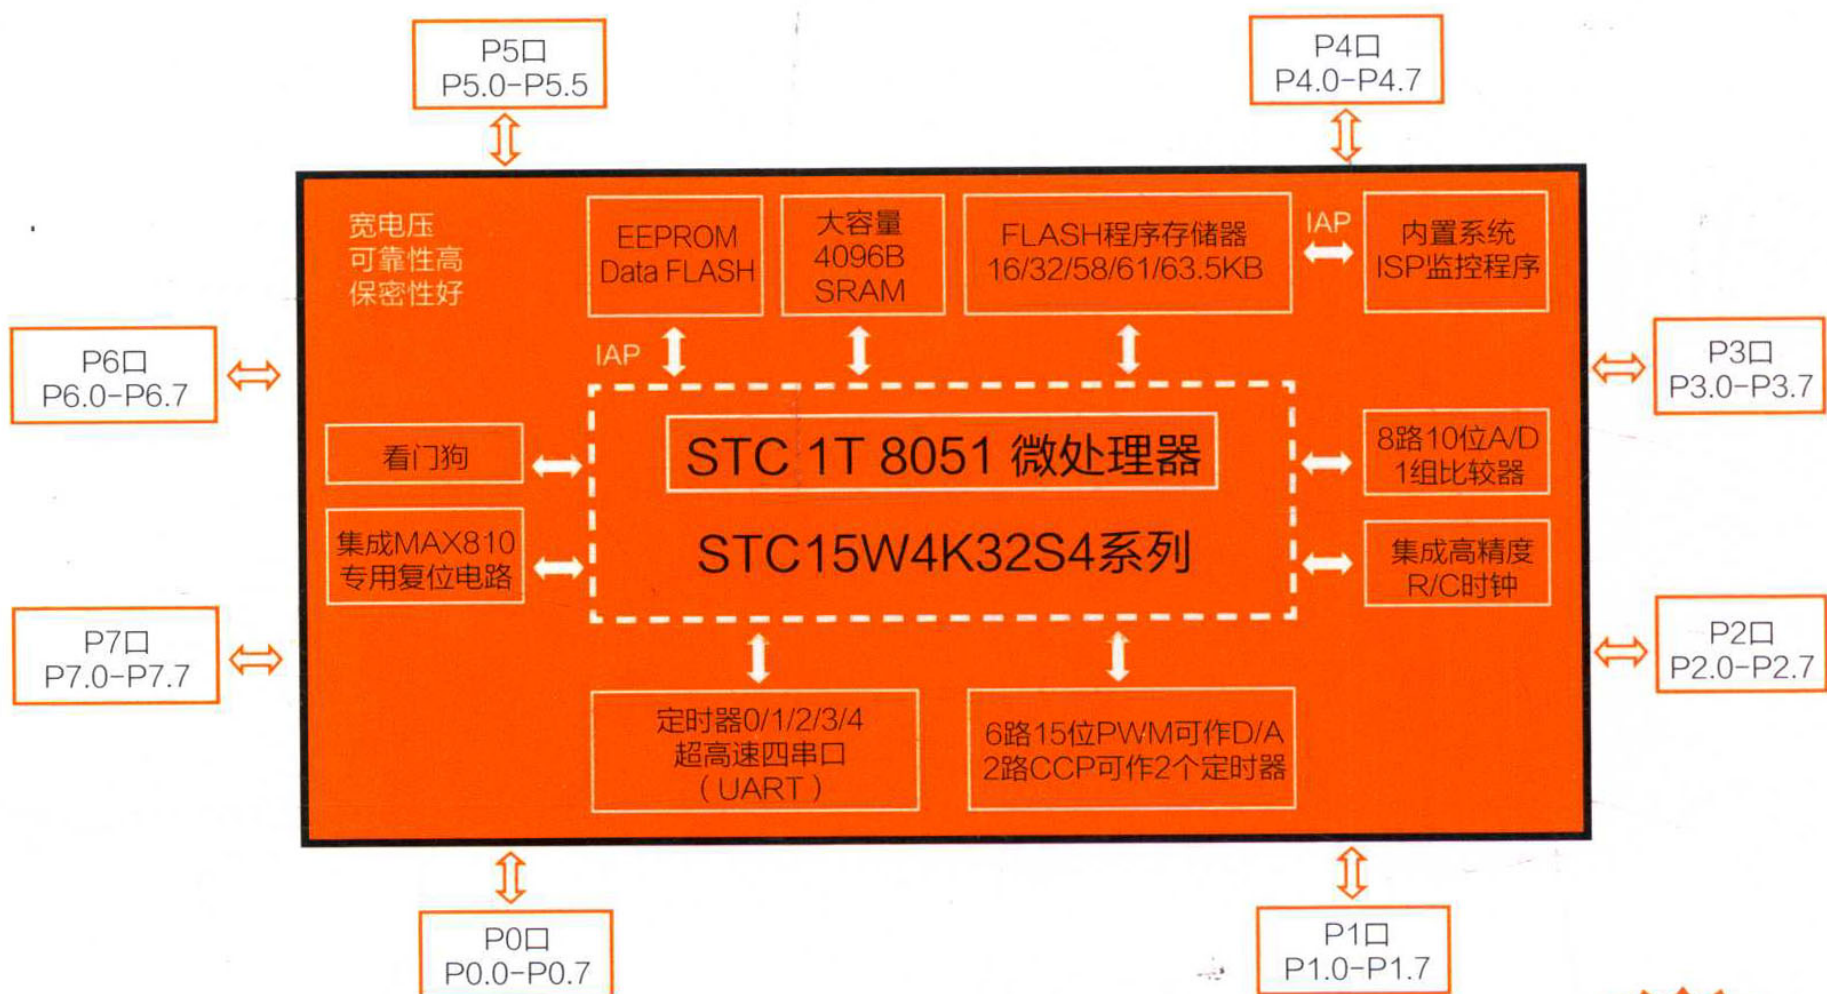 P5口
P5.0-P5.5
P4口
P4.0-P4.7
宽电压
可靠性高
保密性好
EEPROM
Data FLASH
大容量
4096B
SRAM
FLASH程序存储器
16/32/58/61/63.5KB
IAP
内置系统
ISP监控程序
P6口
P6.0-P6.7
IAP
P3口
P3.0-P3.7
看门狗
STC 1T 8051 微处理器
8路10位A/D
1组比较器
集成MAX810
专用复位电路
STC15W4K32S4系列
集成高精度
R/C时钟
P7口
P7.0-P7.7
P2口
P2.0-P2.7
定时器0/1/2/3/4
超高速四串口
(UART)
6路15位PWM可作D/A
2路CCP可作2个定时器
P0口
P0.0-P0.7
P1口
P1.0-P1.7